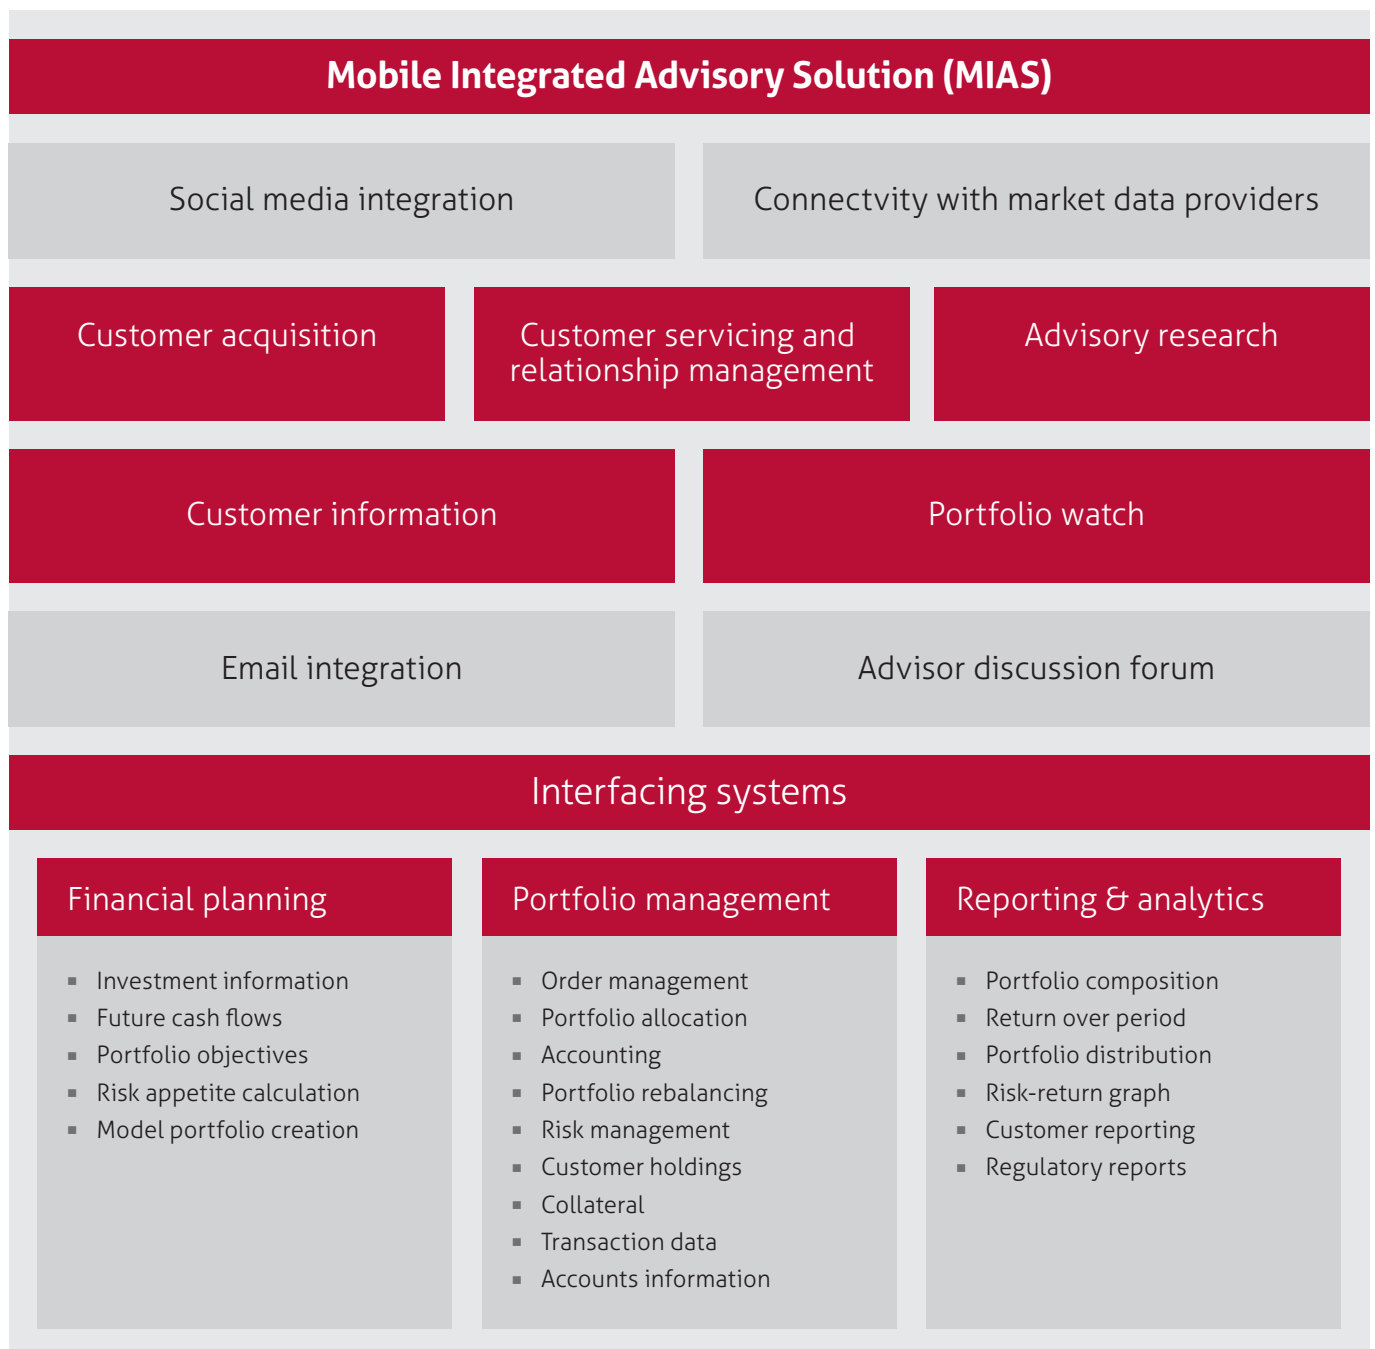 Mobile Integrated Advisory Solution (MIAS)
Social media integration
Connectvity with market data providers
Customer acquisition
Customer servicing and
relationship management
Advisory research
Customer information
Portfolio watch
Email integration
Advisor discussion forum
Interfacing systems
Financial planning
▪ Investment information
▪ Future cash flows
▪ Portfolio objectives
▪ Risk appetite calculation
▪ Model portfolio creation
Portfolio management
▪ Order management
▪ Portfolio allocation
▪ Accounting
▪ Portfolio rebalancing
▪ Risk management
▪ Customer holdings
▪ Collateral
▪ Transaction data
▪ Accounts information
Reporting & analytics
▪ Portfolio composition
▪ Return over period
▪ Portfolio distribution
▪ Risk-return graph
▪ Customer reporting
▪ Regulatory reports